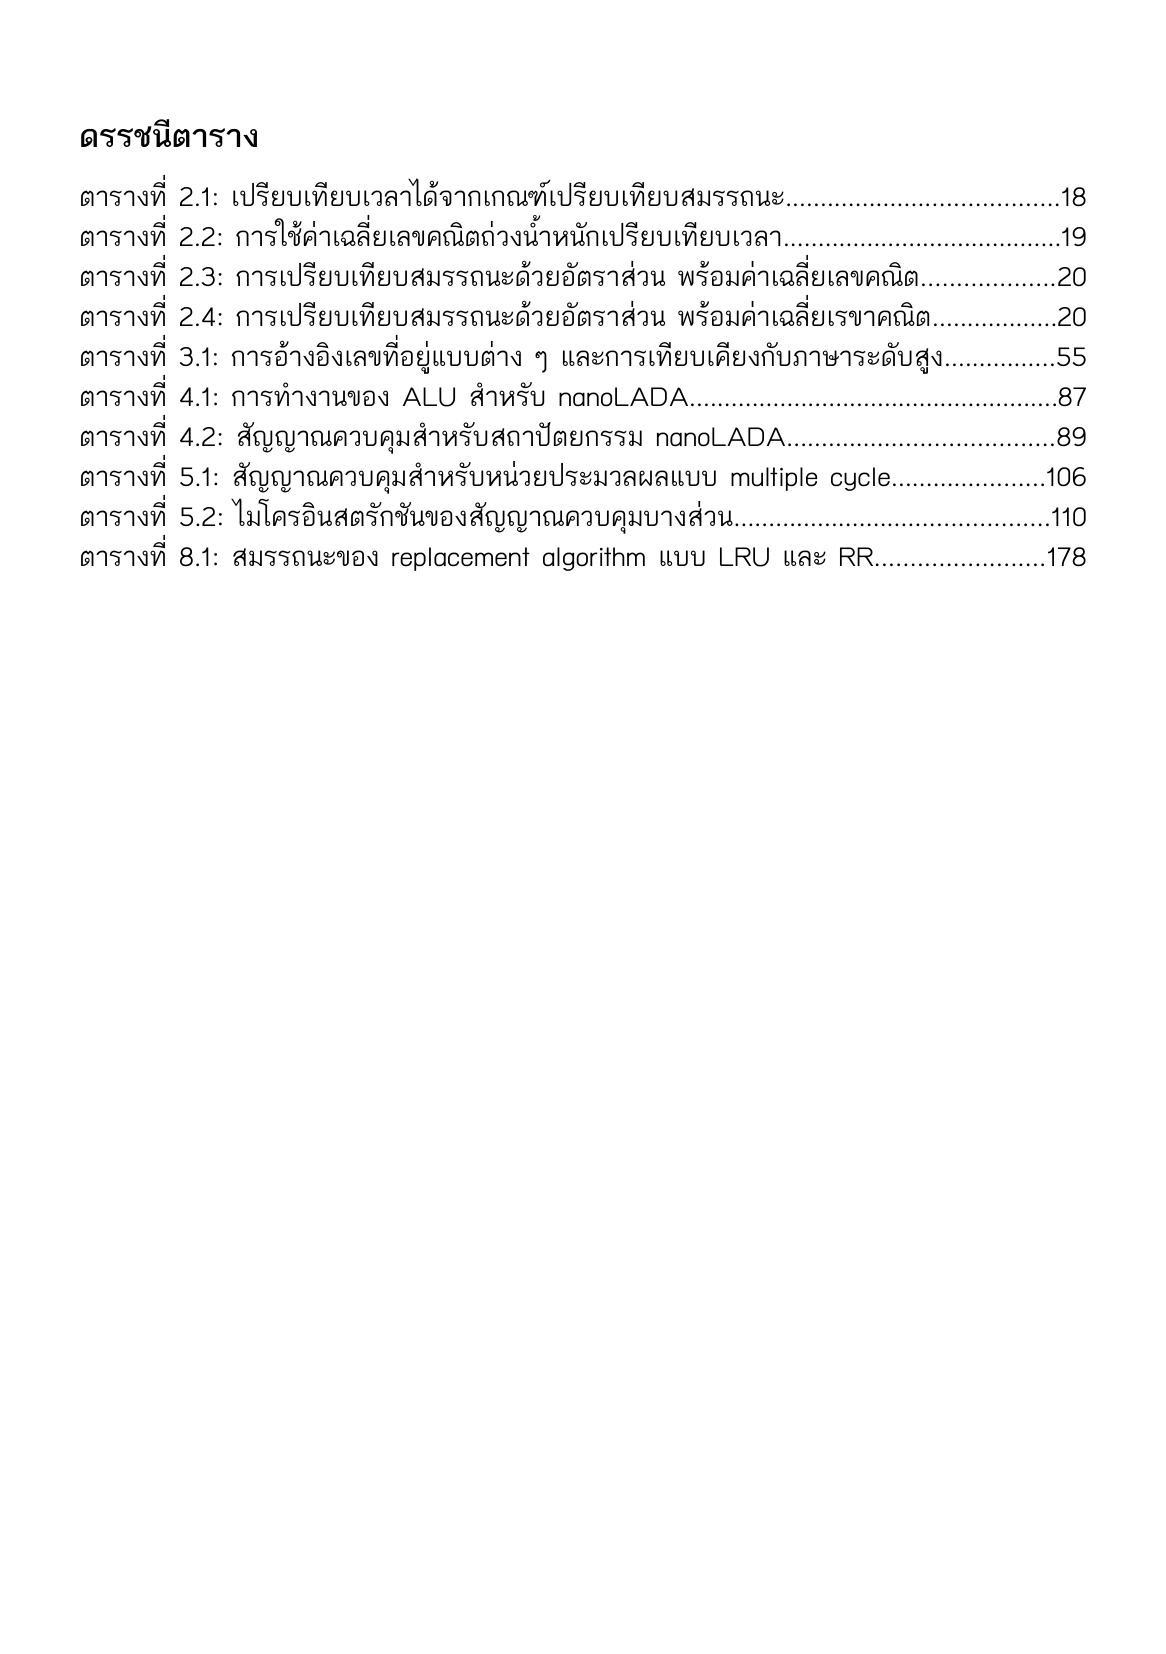 ดรรชนีตาราง
ตารางที่ 2.1: เปรียบเทียบเวลาได้จากเกณฑ์เปรียบเทียบสมรรถนะ.......................................18
ตารางที่ 2.2: การใช้ค่าเฉลี่ยเลขคณิตถ่วงน้ำหนักเปรียบเทียบเวลา........................................19
ตารางที่ 2.3: การเปรียบเทียบสมรรถนะด้วยอัตราส่วน พร้อมค่าเฉลี่ยเลขคณิต...................20
ตารางที่ 2.4: การเปรียบเทียบสมรรถนะด้วยอัตราส่วน พร้อมค่าเฉลี่ยเรขาคณิต..................20
ตารางที่ 3.1: การอ้างอิงเลขที่อยู่แบบต่าง ๆ และการเทียบเคียงกับภาษาระดับสูง................55
ตารางที่ 4.1: การทำงานของ ALU สำหรับ nanoLADA.....................................................87
ตารางที่ 4.2: สัญญาณควบคุมสำหรับสถาปัตยกรรม nanoLADA......................................89
ตารางที่ 5.1: สัญญาณควบคุมสำหรับหน่วยประมวลผลแบบ multiple cycle......................106
ตารางที่ 5.2: ไมโครอินสตรักชันของสัญญาณควบคุมบางส่วน.............................................110
ตารางที่ 8.1: สมรรถนะของ replacement algorithm แบบ LRU และ RR........................178